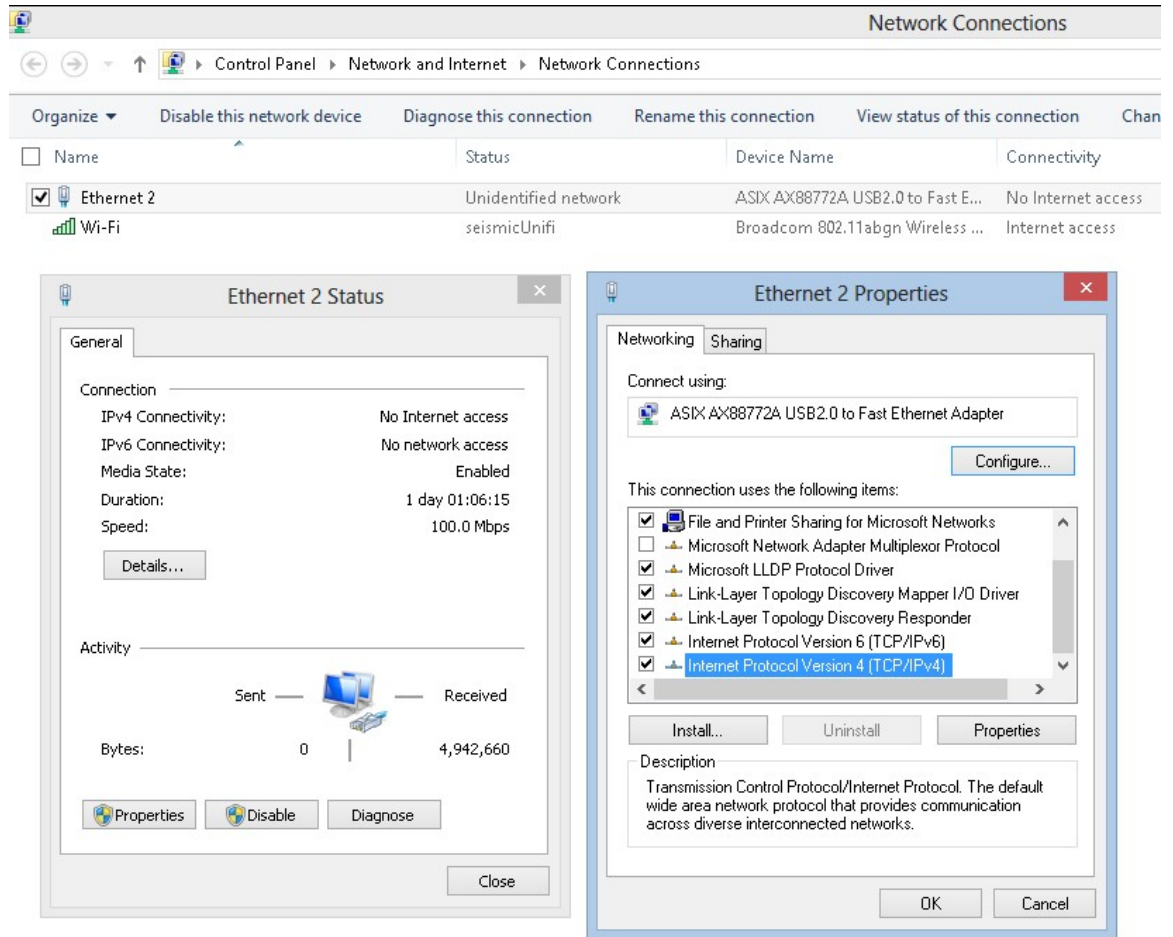 Network Connections
Control Panel Network and Internet Network Connections
Organize Disable this network device Diagnose this connection Rename this connection View status of this connection Chan
Name Status Device Name Connectivity
Ethernet 2 Unidentified network ASIX AX88772A USB2.0 to Fast E... No Internet access
Wi-Fi seismicUnifi Broadcom 802.11abgn Wireless ... Internet access
Ethernet 2 Status
General
Connection
IPv4 Connectivity: No Internet access
IPv6 Connectivity: No network access
Media State: Enabled
Duration: 1 day 01:06:15
Speed: 100.0 Mbps
Details...
Activity
Sent Received
Bytes: 0 4,942,660
Properties Disable Diagnose
Close
Ethernet 2 Properties
Networking Sharing
Connect using:
ASIX AX88772A USB2.0 to Fast Ethernet Adapter
Configure...
This connection uses the following items:
File and Printer Sharing for Microsoft Networks
Microsoft Network Adapter Multiplexor Protocol
Microsoft LLDP Protocol Driver
Link-Layer Topology Discovery Mapper I/O Driver
Link-Layer Topology Discovery Responder
Internet Protocol Version 6 (TCP/IPv6)
Internet Protocol Version 4 (TCP/IPv4)
Install... Uninstall Properties
Description
Transmission Control Protocol/Internet Protocol. The default
wide area network protocol that provides communication
across diverse interconnected networks.
OK Cancel